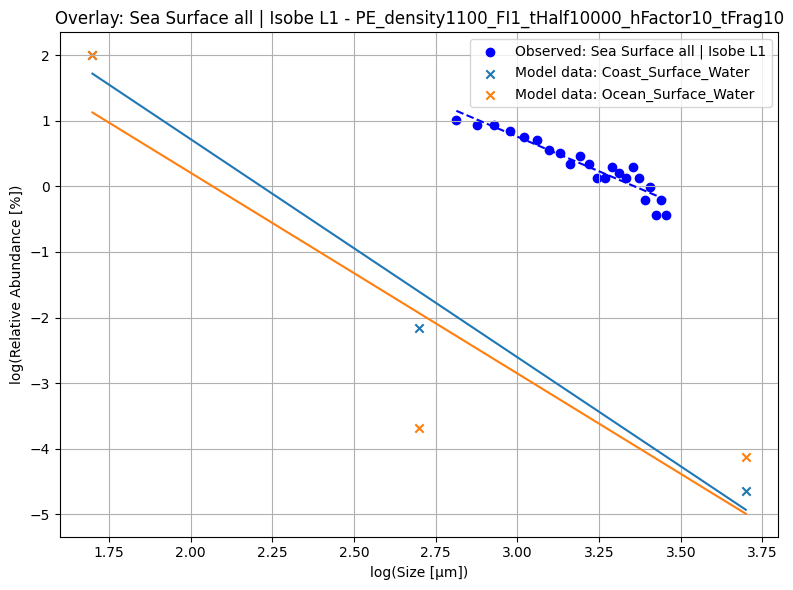 Overlay: Sea Surface all | Isobe L1 - PE_density1100_FI1_tHalf10000_hFactor10_tFrag10
Observed: Sea Surface all | Isobe L1
Model data: Coast_Surface_Water
Model data: Ocean_Surface_Water
log(Relative Abundance [%])
2
1
0
−1
−2
−3
−4
−5
1.75
2.00
2.25
2.50
2.75
3.00
3.25
3.50
3.75
log(Size [μm])